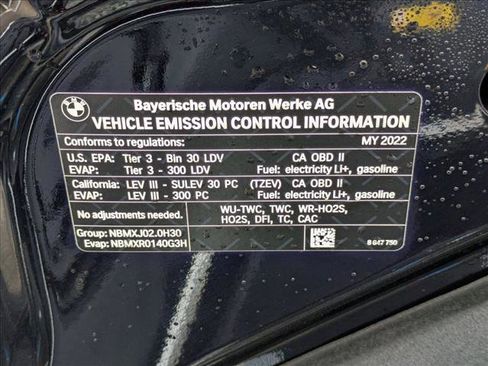 BMW
Bayerische Motoren Werke AG
VEHICLE EMISSION CONTROL INFORMATION
Conforms to regulations: MY 2022
U.S. EPA: Tier 3 - Bin 30 LDV CA OBD II
EVAP: Tier 3 - 300 LDV Fuel: electricity LI+, gasoline
California: LEV III - SULEV 30 PC (TZEV) CA OBD II
EVAP: LEV III - 300 PC Fuel: electricity LI+, gasoline
No adjustments needed. WU-TWC, TWC, WR-HO2S,
HO2S, DFI, TC, CAC
Group: NBMXJ02.0H30
Evap: NBMXR0140G3H
8 647 750